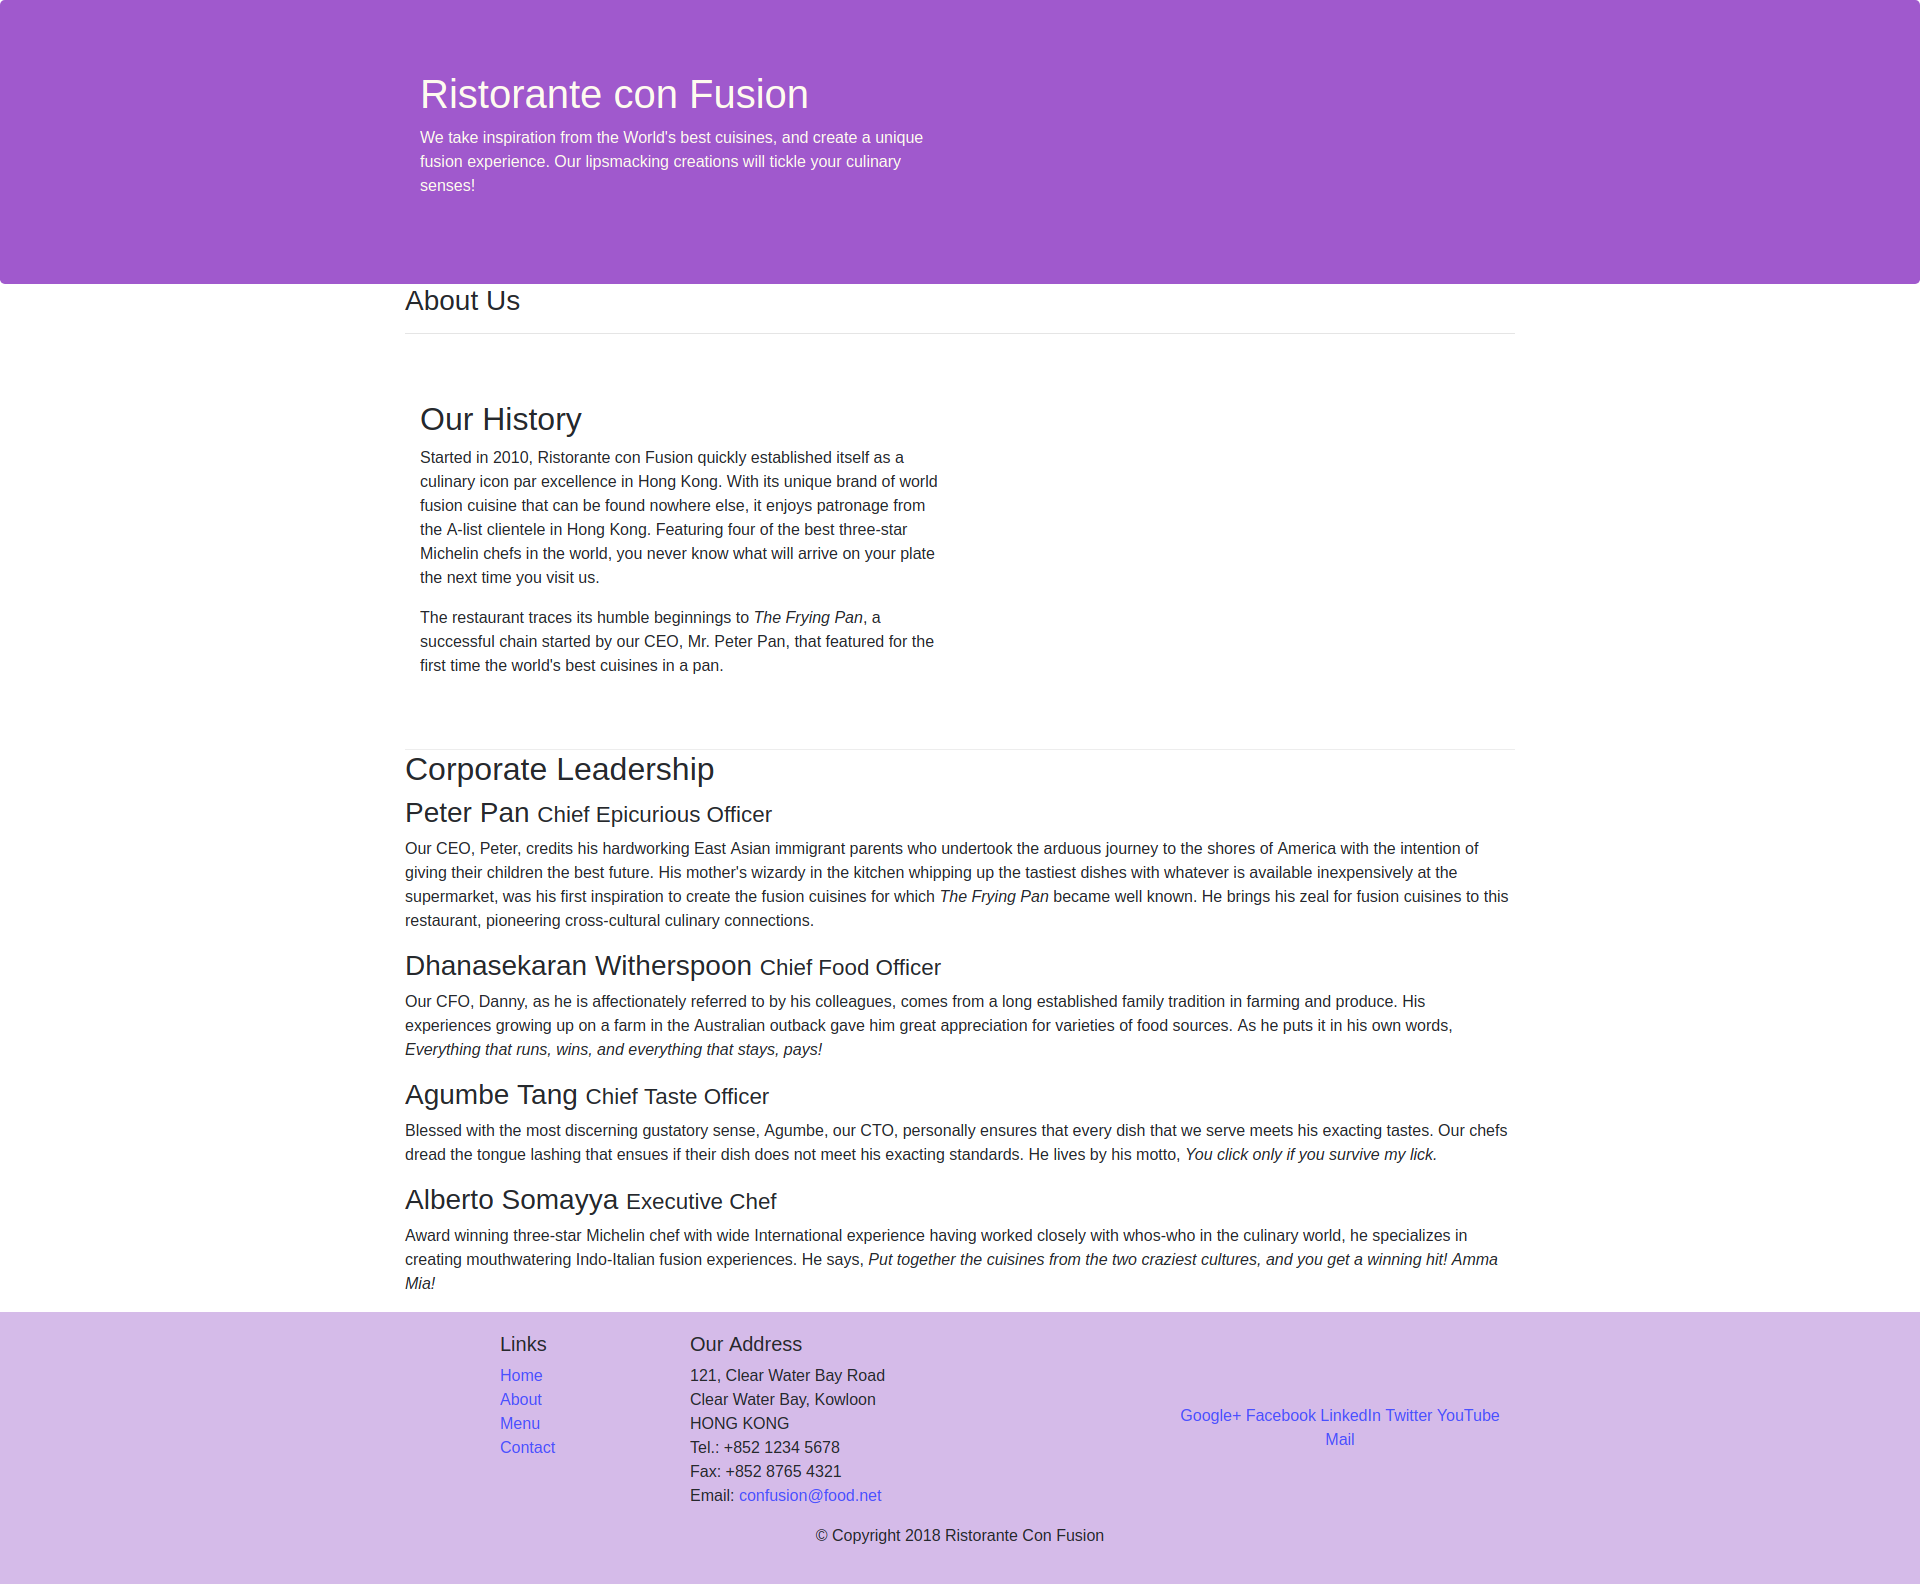 Ristorante con Fusion
We take inspiration from the World's best cuisines, and create a unique
fusion experience. Our lipsmacking creations will tickle your culinary
senses!
About Us
Our History
Started in 2010, Ristorante con Fusion quickly established itself as a
culinary icon par excellence in Hong Kong. With its unique brand of world
fusion cuisine that can be found nowhere else, it enjoys patronage from
the A-list clientele in Hong Kong. Featuring four of the best three-star
Michelin chefs in the world, you never know what will arrive on your plate
the next time you visit us.
The restaurant traces its humble beginnings to The Frying Pan, a
successful chain started by our CEO, Mr. Peter Pan, that featured for the
first time the world's best cuisines in a pan.
Corporate Leadership
Peter Pan Chief Epicurious Officer
Our CEO, Peter, credits his hardworking East Asian immigrant parents who undertook the arduous journey to the shores of America with the intention of
giving their children the best future. His mother's wizardy in the kitchen whipping up the tastiest dishes with whatever is available inexpensively at the
supermarket, was his first inspiration to create the fusion cuisines for which The Frying Pan became well known. He brings his zeal for fusion cuisines to this
restaurant, pioneering cross-cultural culinary connections.
Dhanasekaran Witherspoon Chief Food Officer
Our CFO, Danny, as he is affectionately referred to by his colleagues, comes from a long established family tradition in farming and produce. His
experiences growing up on a farm in the Australian outback gave him great appreciation for varieties of food sources. As he puts it in his own words,
Everything that runs, wins, and everything that stays, pays!
Agumbe Tang Chief Taste Officer
Blessed with the most discerning gustatory sense, Agumbe, our CTO, personally ensures that every dish that we serve meets his exacting tastes. Our chefs
dread the tongue lashing that ensues if their dish does not meet his exacting standards. He lives by his motto, You click only if you survive my lick.
Alberto Somayya Executive Chef
Award winning three-star Michelin chef with wide International experience having worked closely with whos-who in the culinary world, he specializes in
creating mouthwatering Indo-Italian fusion experiences. He says, Put together the cuisines from the two craziest cultures, and you get a winning hit! Amma
Mia!
Links
Home
About
Menu
Contact
Our Address
121, Clear Water Bay Road
Clear Water Bay, Kowloon
HONG KONG
Tel.: +852 1234 5678
Fax: +852 8765 4321
Email: confusion@food.net
Google+ Facebook LinkedIn Twitter YouTube
Mail
© Copyright 2018 Ristorante Con Fusion